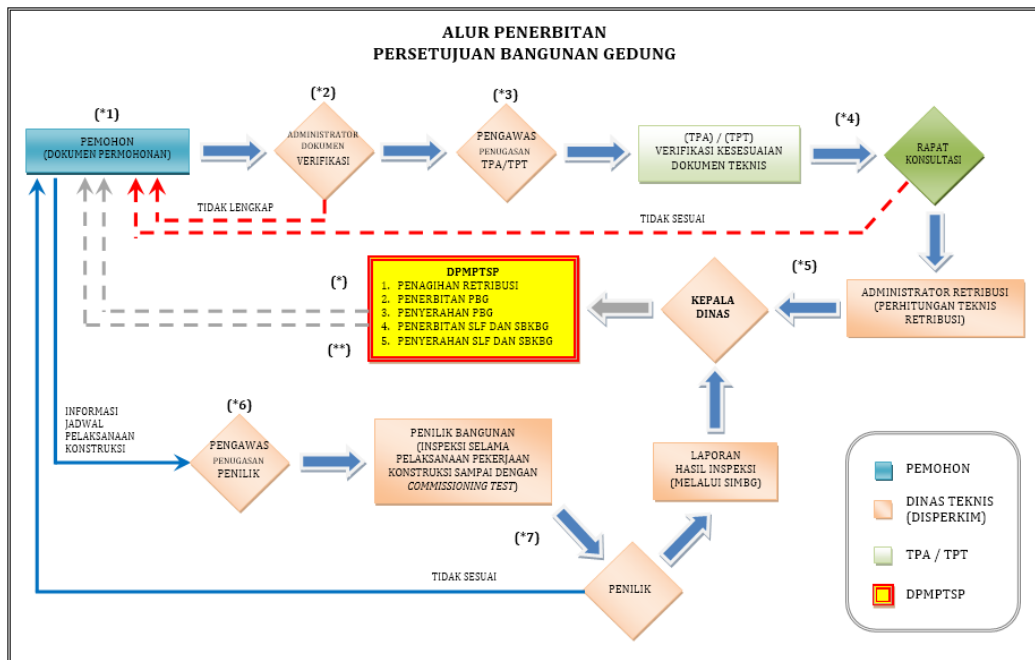 ALUR PENERBITAN
PERSETUJUAN BANGUNAN GEDUNG
(*1)
PEMOHON
(DOKUMEN PERMOHONAN)
(*2)
ADMINISTRATOR
DOKUMEN
VERIFIKASI
(*3)
PENGAWAS
PENUGASAN
TPA/TPT
(TPA) / (TPT)
VERIFIKASI KESESUAIAN
DOKUMEN TEKNIS
(*4)
RAPAT
KONSULTASI
TIDAK LENGKAP
TIDAK SESUAI
(*)
(**)
DPMPTSP
1. PENAGIHAN RETRIBUSI
2. PENERBITAN PBG
3. PENYERAHAN PBG
4. PENERBITAN SLF DAN SBKBG
5. PENYERAHAN SLF DAN SBKBG
KEPALA
DINAS
(*5)
ADMINISTRATOR RETRIBUSI
(PERHITUNGAN TEKNIS
RETRIBUSI)
INFORMASI
JADWAL
PELAKSANAAN
KONSTRUKSI
(*6)
PENGAWAS
PENUGASAN
PENILIK
PENILIK BANGUNAN
(INSPEKSI SELAMA
PELAKSANAAN PEKERJAAN
KONSTRUKSI SAMPAI DENGAN
COMMISSIONING TEST)
(*7)
LAPORAN
HASIL INSPEKSI
(MELALUI SIMBG)
TIDAK SESUAI
PENILIK
PEMOHON
DINAS TEKNIS
(DISPERKIM)
TPA / TPT
DPMPTSP